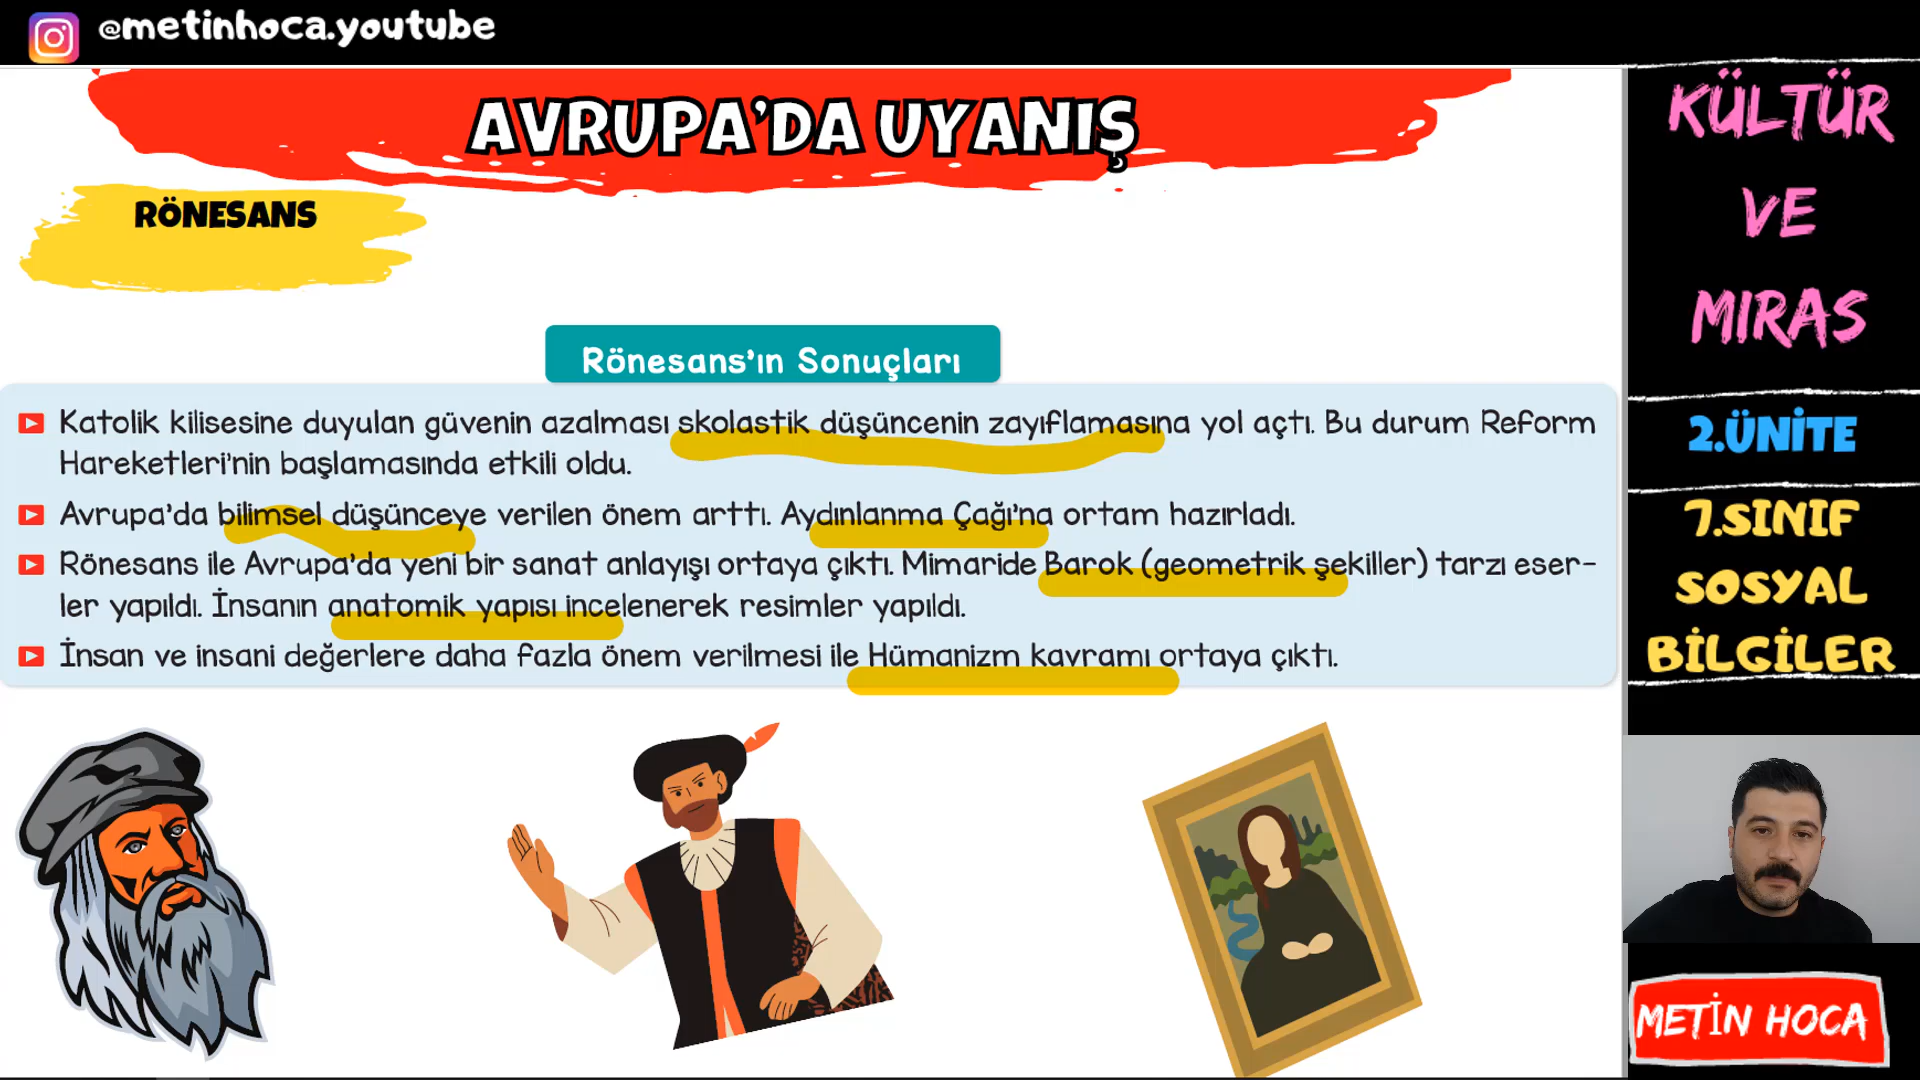 @metinhoca.youtube
AVRUPA'DA UYANIŞ
RÖNESANS
Rönesans'ın Sonuçları
Katolik kilisesine duyulan güvenin azalması skolastik düşüncenin zayıflamasına yol açtı. Bu durum Reform
Hareketleri'nin başlamasında etkili oldu.
Avrupa'da bilimsel düşünceye verilen önem arttı. Aydınlanma Çağı'na ortam hazırladı.
Rönesans ile Avrupa'da yeni bir sanat anlayışı ortaya çıktı. Mimaride Barok (geometrik şekiller) tarzı eser-
ler yapıldı. İnsanın anatomik yapısı incelenerek resimler yapıldı.
İnsan ve insani değerlere daha fazla önem verilmesi ile Hümanizm kavramı ortaya çıktı.
KÜLTÜR
VE
MIRAS
2.ÜNİTE
7.SINIF
SOSYAL
BİLGİLER
METİN HOCA